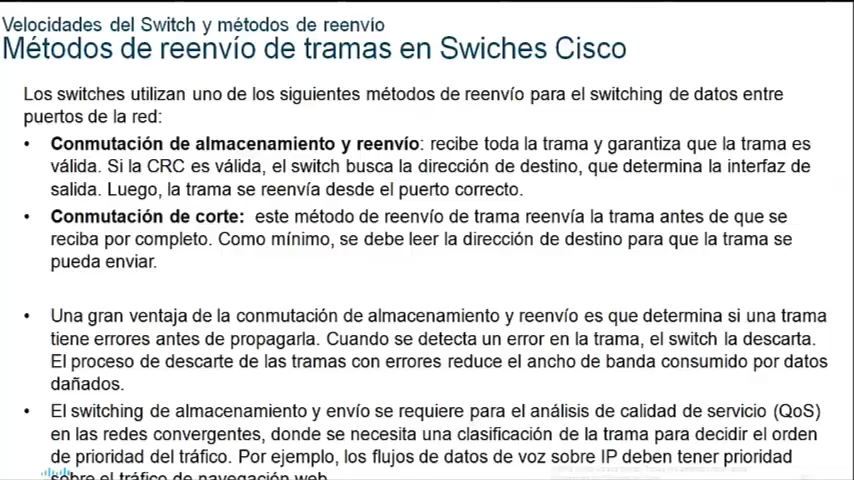 Velocidades del Switch y métodos de reenvío
Métodos de reenvío de tramas en Swiches Cisco
Los switches utilizan uno de los siguientes métodos de reenvío para el switching de datos entre
puertos de la red:
• Conmutación de almacenamiento y reenvío: recibe toda la trama y garantiza que la trama es
válida. Si la CRC es válida, el switch busca la dirección de destino, que determina la interfaz de
salida. Luego, la trama se reenvía desde el puerto correcto.
• Conmutación de corte: este método de reenvío de trama reenvía la trama antes de que se
reciba por completo. Como mínimo, se debe leer la dirección de destino para que la trama se
pueda enviar.
• Una gran ventaja de la conmutación de almacenamiento y reenvío es que determina si una trama
tiene errores antes de propagarla. Cuando se detecta un error en la trama, el switch la descarta.
El proceso de descarte de las tramas con errores reduce el ancho de banda consumido por datos
dañados.
• El switching de almacenamiento y envío se requiere para el análisis de calidad de servicio (QoS)
en las redes convergentes, donde se necesita una clasificación de la trama para decidir el orden
de prioridad del tráfico. Por ejemplo, los flujos de datos de voz sobre IP deben tener prioridad
sobre el tráfico de navegación web.